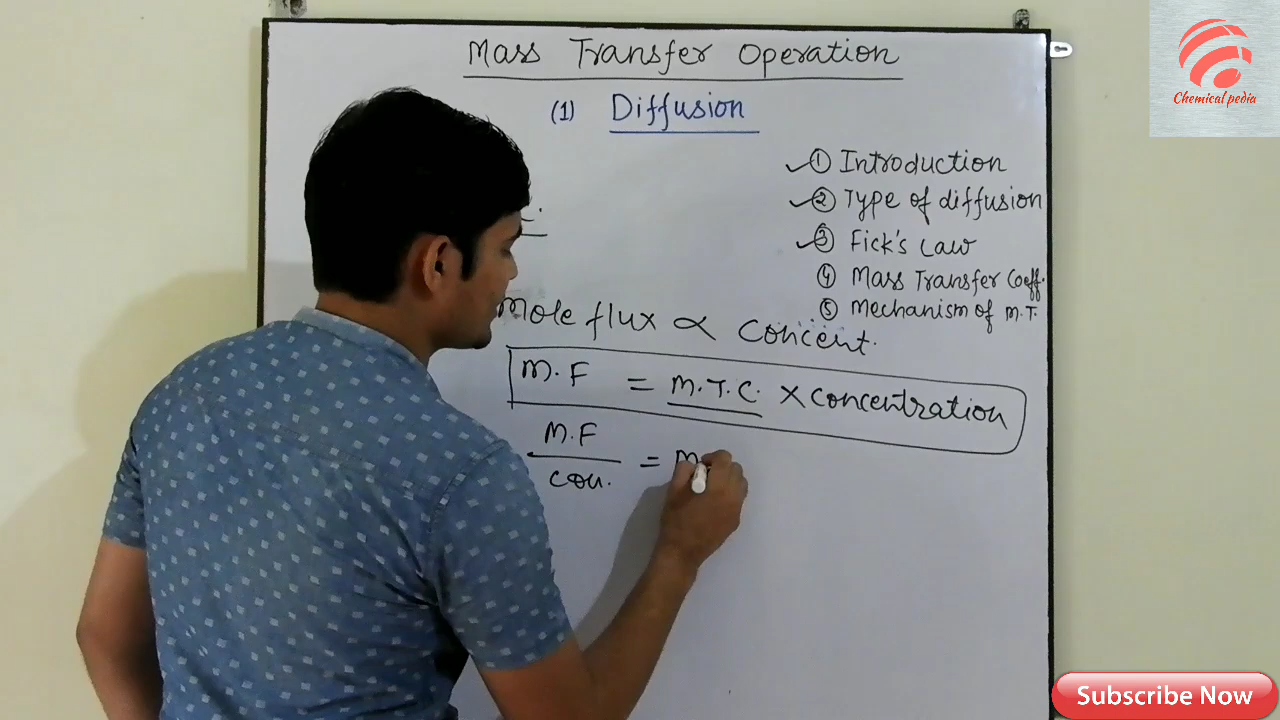 Mass Transfer Operation
(1) Diffusion
① Introduction
② Type of diffusion
③ Fick's Law
④ Mass Transfer Coeff.
⑤ Mechanism of M.T.
Mole flux ∝ Concent.
M.F = M.T.C. × concentration
M.F
con.
= M
Chemical pedia
Subscribe Now